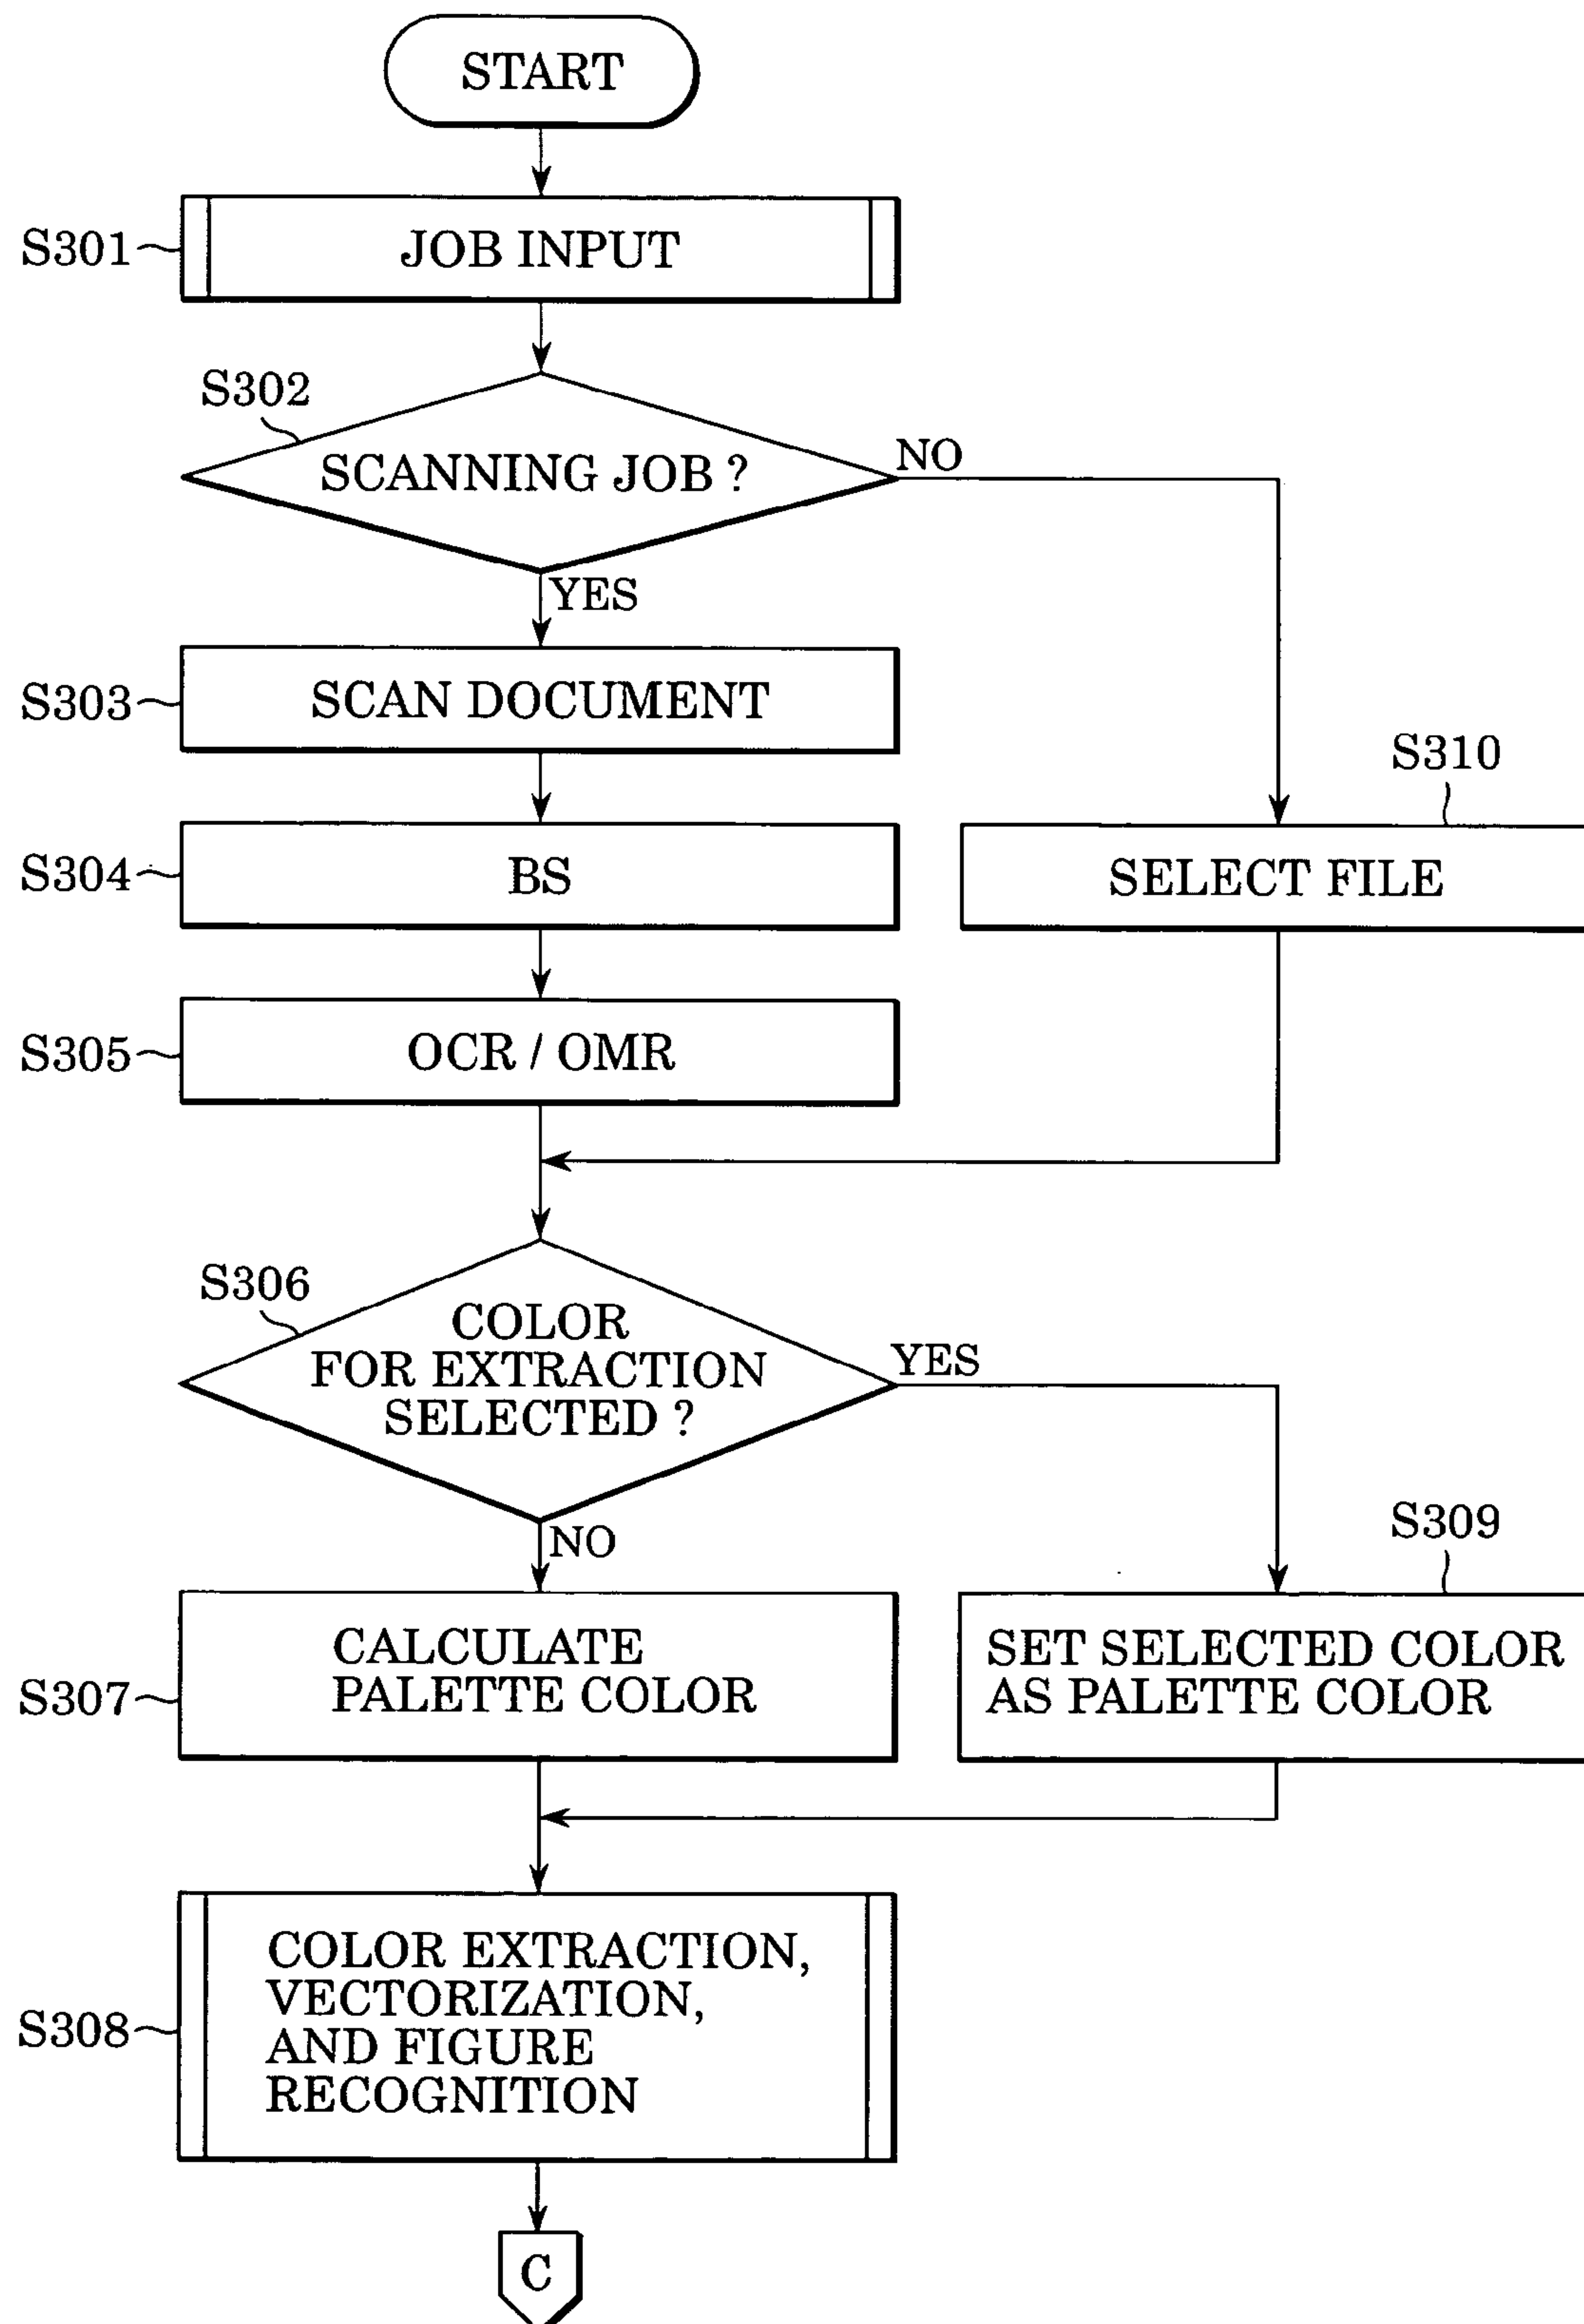 START
S301
JOB INPUT
S302
SCANNING JOB ?
NO
YES
S303
SCAN DOCUMENT
S310
S304
BS
SELECT FILE
S305
OCR / OMR
S306
COLOR
FOR EXTRACTION
SELECTED ?
YES
NO
S309
S307
CALCULATE
PALETTE COLOR
SET SELECTED COLOR
AS PALETTE COLOR
S308
COLOR EXTRACTION,
VECTORIZATION,
AND FIGURE
RECOGNITION
C